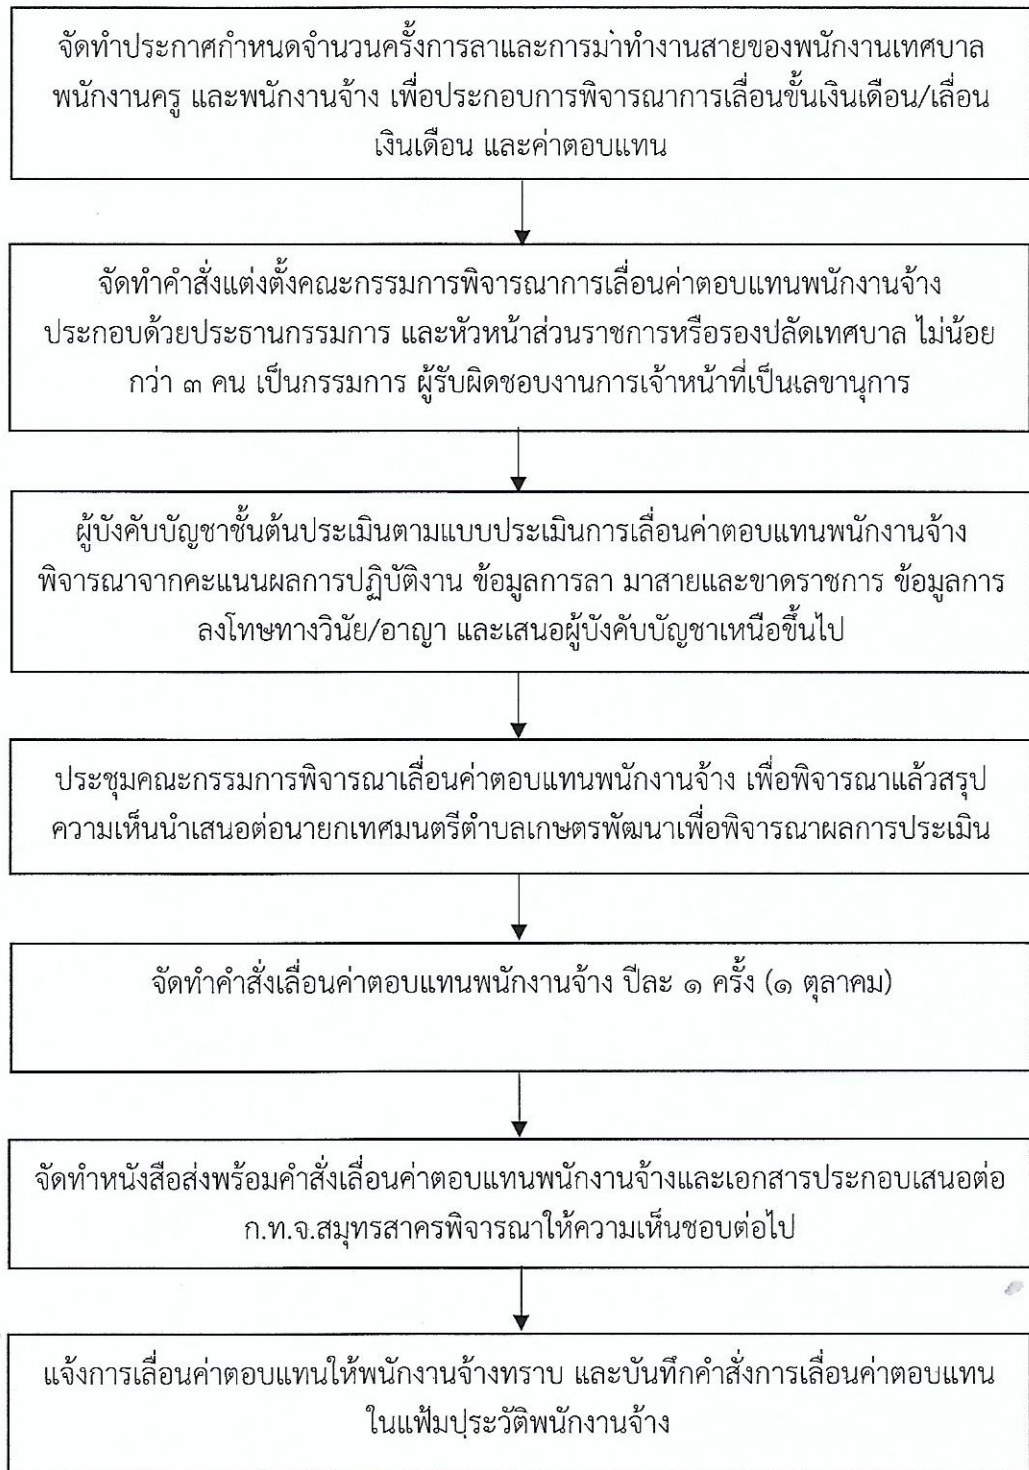 จัดทำประกาศกำหนดจำนวนครั้งการลาและการมาทำงานสายของพนักงานเทศบาล
พนักงานครู และพนักงานจ้าง เพื่อประกอบการพิจารณาการเลื่อนขั้นเงินเดือน/เลื่อน
เงินเดือน และค่าตอบแทน
จัดทำคำสั่งแต่งตั้งคณะกรรมการพิจารณาการเลื่อนค่าตอบแทนพนักงานจ้าง
ประกอบด้วยประธานกรรมการ และหัวหน้าส่วนราชการหรือรองปลัดเทศบาล ไม่น้อย
กว่า ๓ คน เป็นกรรมการ ผู้รับผิดชอบงานการเจ้าหน้าที่เป็นเลขานุการ
ผู้บังคับบัญชาชั้นต้นประเมินตามแบบประเมินการเลื่อนค่าตอบแทนพนักงานจ้าง
พิจารณาจากคะแนนผลการปฏิบัติงาน ข้อมูลการลา มาสายและขาดราชการ ข้อมูลการ
ลงโทษทางวินัย/อาญา และเสนอผู้บังคับบัญชาเหนือขึ้นไป
ประชุมคณะกรรมการพิจารณาเลื่อนค่าตอบแทนพนักงานจ้าง เพื่อพิจารณาแล้วสรุป
ความเห็นนำเสนอต่อนายกเทศมนตรีตำบลเกษตรพัฒนาเพื่อพิจารณาผลการประเมิน
จัดทำคำสั่งเลื่อนค่าตอบแทนพนักงานจ้าง ปีละ ๑ ครั้ง (๑ ตุลาคม)
จัดทำหนังสือส่งพร้อมคำสั่งเลื่อนค่าตอบแทนพนักงานจ้างและเอกสารประกอบเสนอต่อ
ก.ท.จ.สมุทรสาครพิจารณาให้ความเห็นชอบต่อไป
แจ้งการเลื่อนค่าตอบแทนให้พนักงานจ้างทราบ และบันทึกคำสั่งการเลื่อนค่าตอบแทน
ในแฟ้มประวัติพนักงานจ้าง